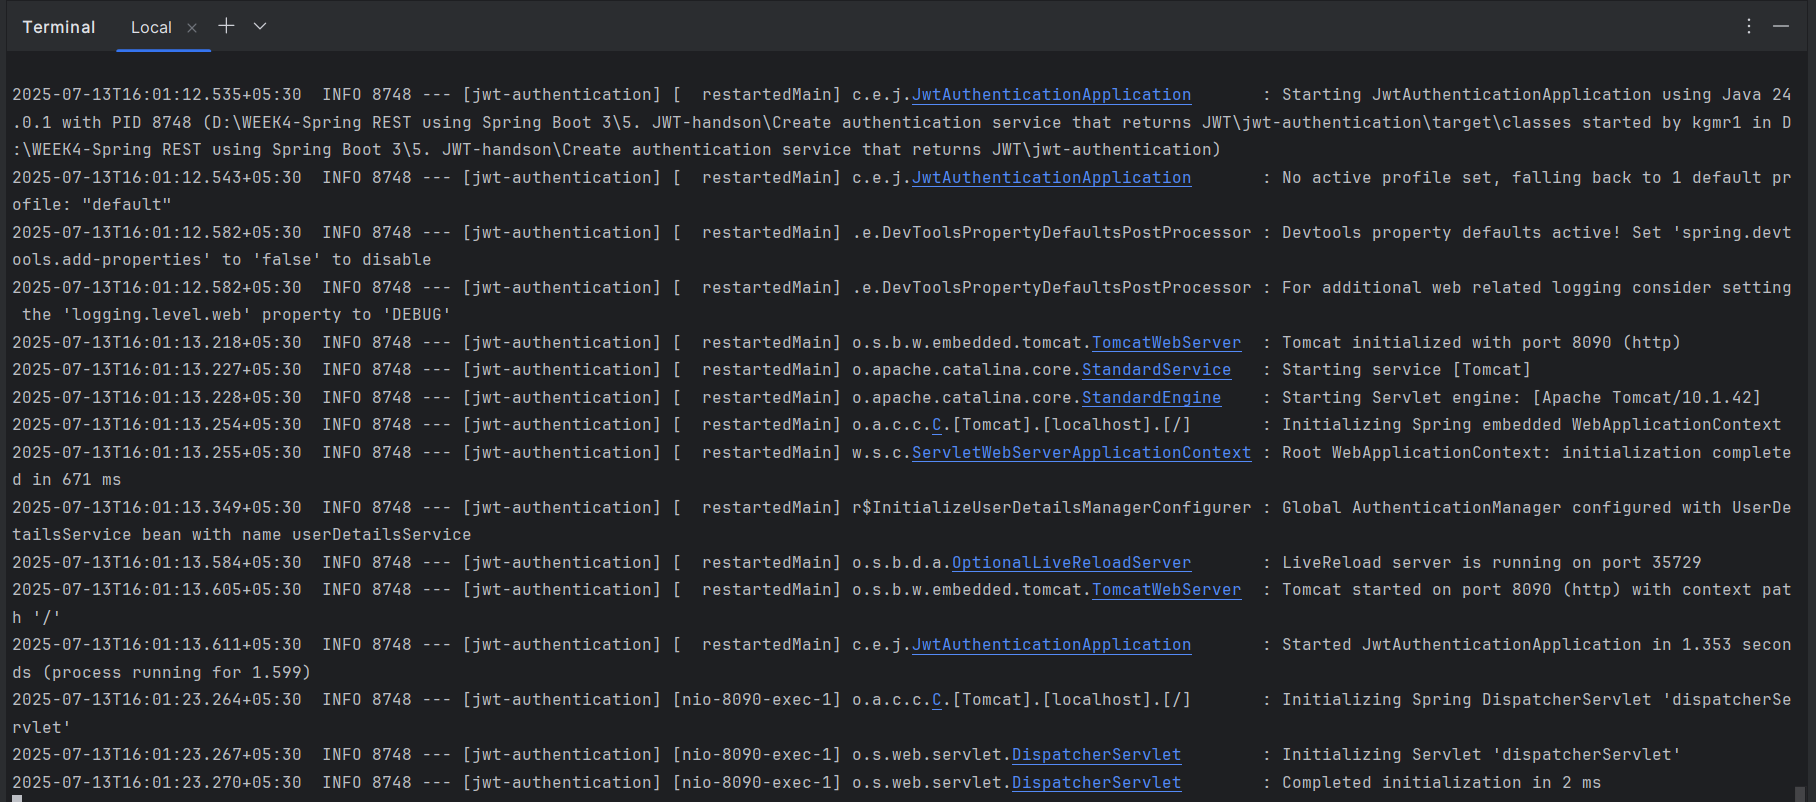 Terminal Local × + ⌄ ⋮ —
2025-07-13T16:01:12.535+05:30  INFO 8748 --- [jwt-authentication] [  restartedMain] c.e.j.JwtAuthenticationApplication       : Starting JwtAuthenticationApplication using Java 24
.0.1 with PID 8748 (D:\WEEK4-Spring REST using Spring Boot 3\5. JWT-handson\Create authentication service that returns JWT\jwt-authentication\target\classes started by kgmr1 in D
:\WEEK4-Spring REST using Spring Boot 3\5. JWT-handson\Create authentication service that returns JWT\jwt-authentication)
2025-07-13T16:01:12.543+05:30  INFO 8748 --- [jwt-authentication] [  restartedMain] c.e.j.JwtAuthenticationApplication       : No active profile set, falling back to 1 default pr
ofile: "default"
2025-07-13T16:01:12.582+05:30  INFO 8748 --- [jwt-authentication] [  restartedMain] .e.DevToolsPropertyDefaultsPostProcessor : Devtools property defaults active! Set 'spring.devt
ools.add-properties' to 'false' to disable
2025-07-13T16:01:12.582+05:30  INFO 8748 --- [jwt-authentication] [  restartedMain] .e.DevToolsPropertyDefaultsPostProcessor : For additional web related logging consider setting
 the 'logging.level.web' property to 'DEBUG'
2025-07-13T16:01:13.218+05:30  INFO 8748 --- [jwt-authentication] [  restartedMain] o.s.b.w.embedded.tomcat.TomcatWebServer  : Tomcat initialized with port 8090 (http)
2025-07-13T16:01:13.227+05:30  INFO 8748 --- [jwt-authentication] [  restartedMain] o.apache.catalina.core.StandardService   : Starting service [Tomcat]
2025-07-13T16:01:13.228+05:30  INFO 8748 --- [jwt-authentication] [  restartedMain] o.apache.catalina.core.StandardEngine    : Starting Servlet engine: [Apache Tomcat/10.1.42]
2025-07-13T16:01:13.254+05:30  INFO 8748 --- [jwt-authentication] [  restartedMain] o.a.c.c.C.[Tomcat].[localhost].[/]       : Initializing Spring embedded WebApplicationContext
2025-07-13T16:01:13.255+05:30  INFO 8748 --- [jwt-authentication] [  restartedMain] w.s.c.ServletWebServerApplicationContext : Root WebApplicationContext: initialization complete
d in 671 ms
2025-07-13T16:01:13.349+05:30  INFO 8748 --- [jwt-authentication] [  restartedMain] r$InitializeUserDetailsManagerConfigurer : Global AuthenticationManager configured with UserDe
tailsService bean with name userDetailsService
2025-07-13T16:01:13.584+05:30  INFO 8748 --- [jwt-authentication] [  restartedMain] o.s.b.d.a.OptionalLiveReloadServer       : LiveReload server is running on port 35729
2025-07-13T16:01:13.605+05:30  INFO 8748 --- [jwt-authentication] [  restartedMain] o.s.b.w.embedded.tomcat.TomcatWebServer  : Tomcat started on port 8090 (http) with context pat
h '/'
2025-07-13T16:01:13.611+05:30  INFO 8748 --- [jwt-authentication] [  restartedMain] c.e.j.JwtAuthenticationApplication       : Started JwtAuthenticationApplication in 1.353 secon
ds (process running for 1.599)
2025-07-13T16:01:23.264+05:30  INFO 8748 --- [jwt-authentication] [nio-8090-exec-1] o.a.c.c.C.[Tomcat].[localhost].[/]       : Initializing Spring DispatcherServlet 'dispatcherSe
rvlet'
2025-07-13T16:01:23.267+05:30  INFO 8748 --- [jwt-authentication] [nio-8090-exec-1] o.s.web.servlet.DispatcherServlet        : Initializing Servlet 'dispatcherServlet'
2025-07-13T16:01:23.270+05:30  INFO 8748 --- [jwt-authentication] [nio-8090-exec-1] o.s.web.servlet.DispatcherServlet        : Completed initialization in 2 ms